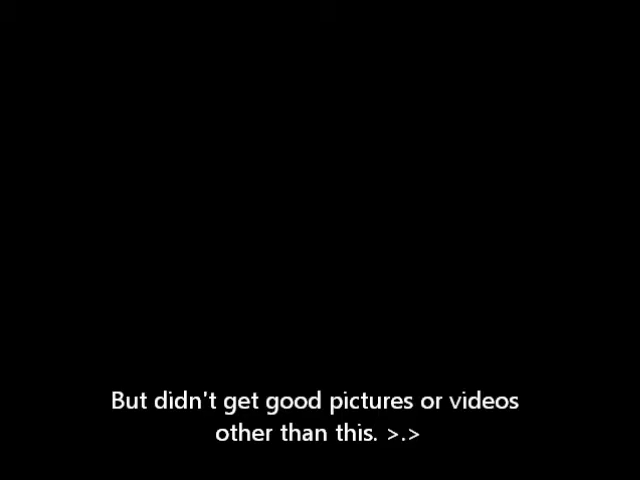 But didn't get good pictures or videos
other than this. >.>